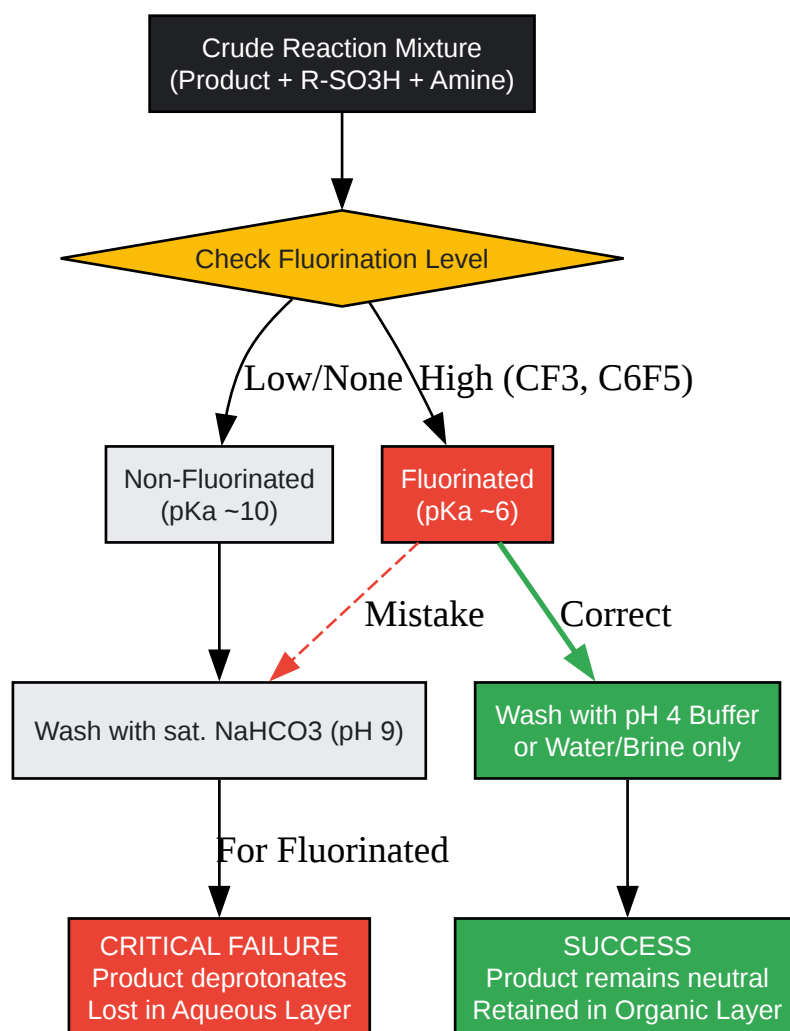 Crude Reaction Mixture
(Product + R-SO3H + Amine)
Check Fluorination Level
Low/None
High (CF3, C6F5)
Non-Fluorinated
(pKa ~10)
Fluorinated
(pKa ~6)
Mistake
Correct
Wash with sat. NaHCO3 (pH 9)
Wash with pH 4 Buffer
or Water/Brine only
For Fluorinated
CRITICAL FAILURE
Product deprotonates
Lost in Aqueous Layer
SUCCESS
Product remains neutral
Retained in Organic Layer